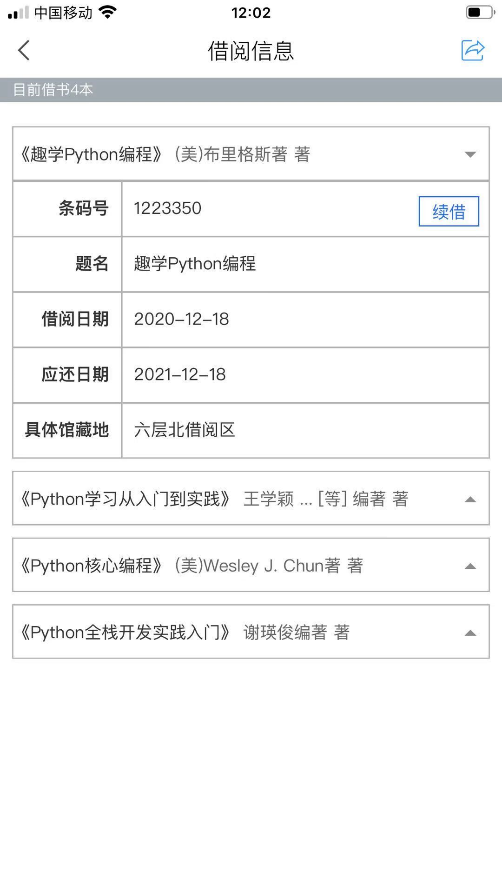 中国移动 12:02
借阅信息
目前借书4本
《趣学Python编程》 (美)布里格斯著 著
条码号 1223350 续借
题名 趣学Python编程
借阅日期 2020-12-18
应还日期 2021-12-18
具体馆藏地 六层北借阅区
《Python学习从入门到实践》 王学颖 ... [等] 编著 著
《Python核心编程》 (美)Wesley J. Chun著 著
《Python全栈开发实践入门》 谢瑛俊编著 著